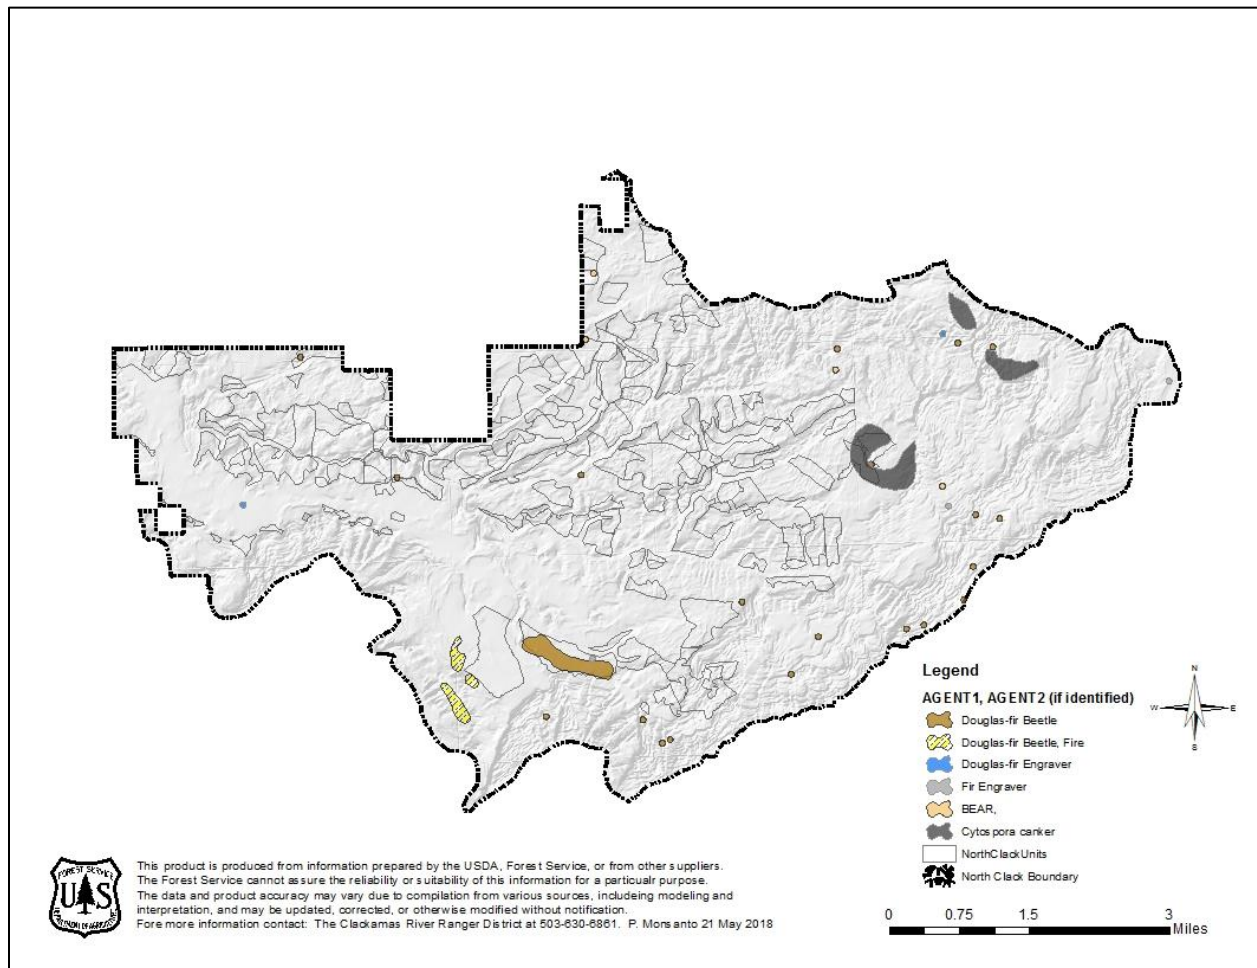 Legend
AGENT1, AGENT2 (if identified)
Douglas-fir Beetle
Douglas-fir Beetle, Fire
Douglas-fir Engraver
Fir Engraver
BEAR,
Cytospora canker
NorthClackUnits
North Clack Boundary
N
W E
S
0 0.75 1.5 3
Miles
FOREST SERVICE
U S
DEPARTMENT OF AGRICULTURE
This product is produced from information prepared by the USDA, Forest Service, or from other suppliers.
The Forest Service cannot assure the reliability or suitability of this information for a particualr purpose.
The data and product accuracy may vary due to compilation from various sources, includeing modeling and
interpretation, and may be updated, corrected, or otherwise modified without notification.
Fore more information contact: The Clackamas River Ranger District at 503-630-6861. P. Monsanto 21 May 2018